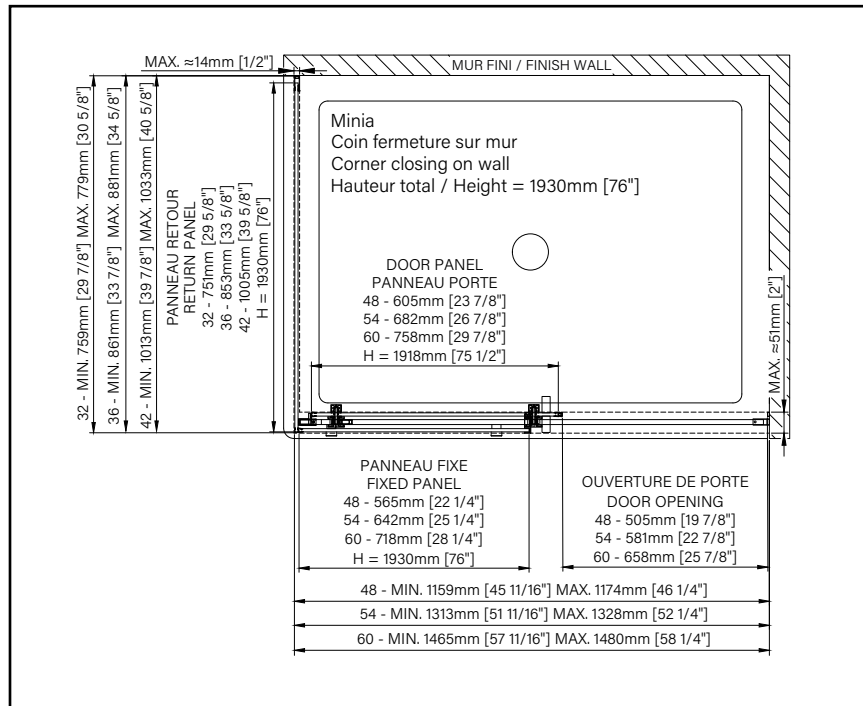 MAX. ≈14mm [1/2"]
MUR FINI / FINISH WALL
32 - MIN. 759mm [29 7/8"] MAX. 779mm [30 5/8"]
36 - MIN. 861mm [33 7/8"] MAX. 881mm [34 5/8"]
42 - MIN. 1013mm [39 7/8"] MAX. 1033mm [40 5/8"]
PANNEAU RETOUR
RETURN PANEL
32 - 751mm [29 5/8"]
36 - 853mm [33 5/8"]
42 - 1005mm [39 5/8"]
H = 1930mm [76"]
Minia
Coin fermeture sur mur
Corner closing on wall
Hauteur total / Height = 1930mm [76"]
DOOR PANEL
PANNEAU PORTE
48 - 605mm [23 7/8"]
54 - 682mm [26 7/8"]
60 - 758mm [29 7/8"]
H = 1918mm [75 1/2"]
MAX. ≈51mm [2"]
PANNEAU FIXE
FIXED PANEL
48 - 565mm [22 1/4"]
54 - 642mm [25 1/4"]
60 - 718mm [28 1/4"]
H = 1930mm [76"]
OUVERTURE DE PORTE
DOOR OPENING
48 - 505mm [19 7/8"]
54 - 581mm [22 7/8"]
60 - 658mm [25 7/8"]
48 - MIN. 1159mm [45 11/16"] MAX. 1174mm [46 1/4"]
54 - MIN. 1313mm [51 11/16"] MAX. 1328mm [52 1/4"]
60 - MIN. 1465mm [57 11/16"] MAX. 1480mm [58 1/4"]